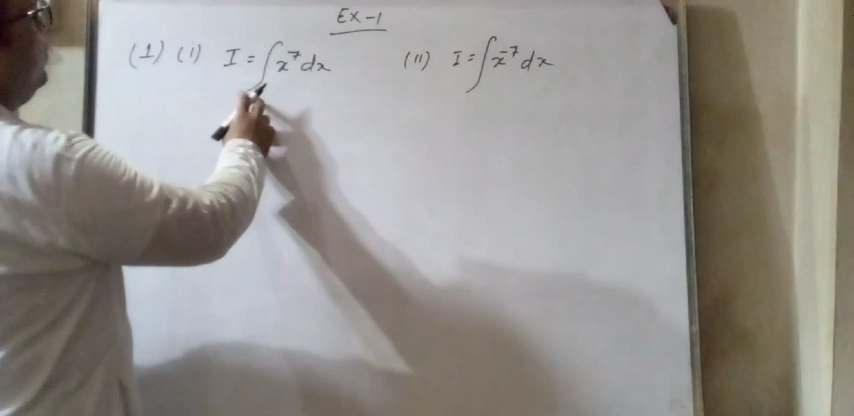 EX-1
(1) (i) I = ∫x⁷dx (ii) I = ∫x⁻⁷dx